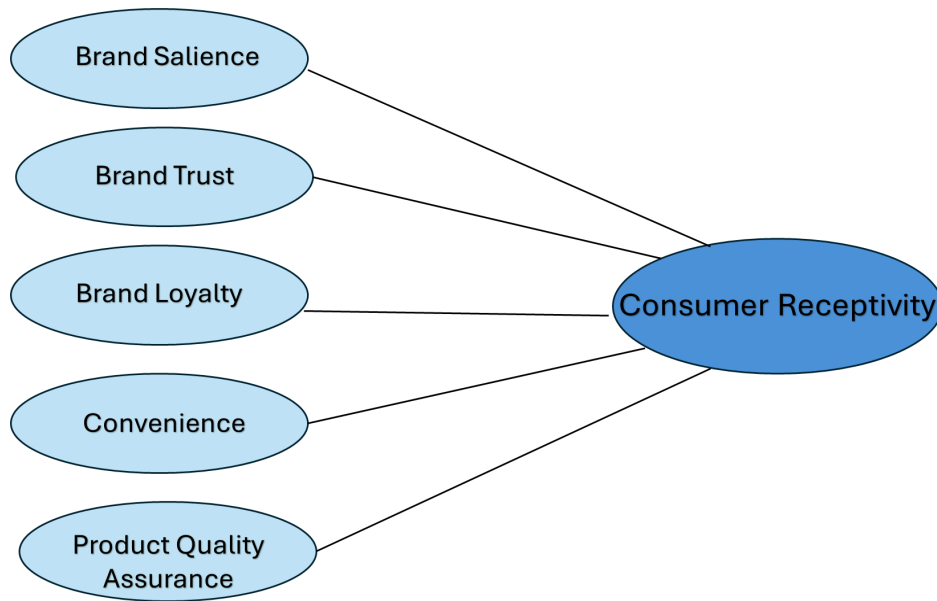 Brand Salience
Brand Trust
Brand Loyalty
Consumer Receptivity
Convenience
Product Quality
Assurance